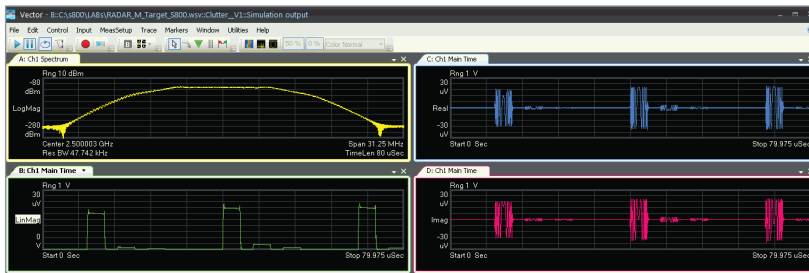 Vector - B:C:\s800\LABs\RADAR_M_Target_S800.wsv::Clutter__V1::Simulation output
File Edit Control Input MeasSetup Trace Markers Window Utilities Help
50 % 0 % Color Normal
A: Ch1 Spectrum
Rng 10 dBm
-80
dBm
LogMag
-280
dBm
Center 2.500003 GHz Span 31.25 MHz
Res BW 47.742 kHz TimeLen 80 uSec
C: Ch1 Main Time
Rng 1 V
30
uV
Real
-30
uV
Start 0 Sec Stop 79.975 uSec
B: Ch1 Main Time
Rng 1 V
30
uV
LinMag
0
V
Start 0 Sec Stop 79.975 uSec
D: Ch1 Main Time
Rng 1 V
30
uV
Imag
-30
uV
Start 0 Sec Stop 79.975 uSec